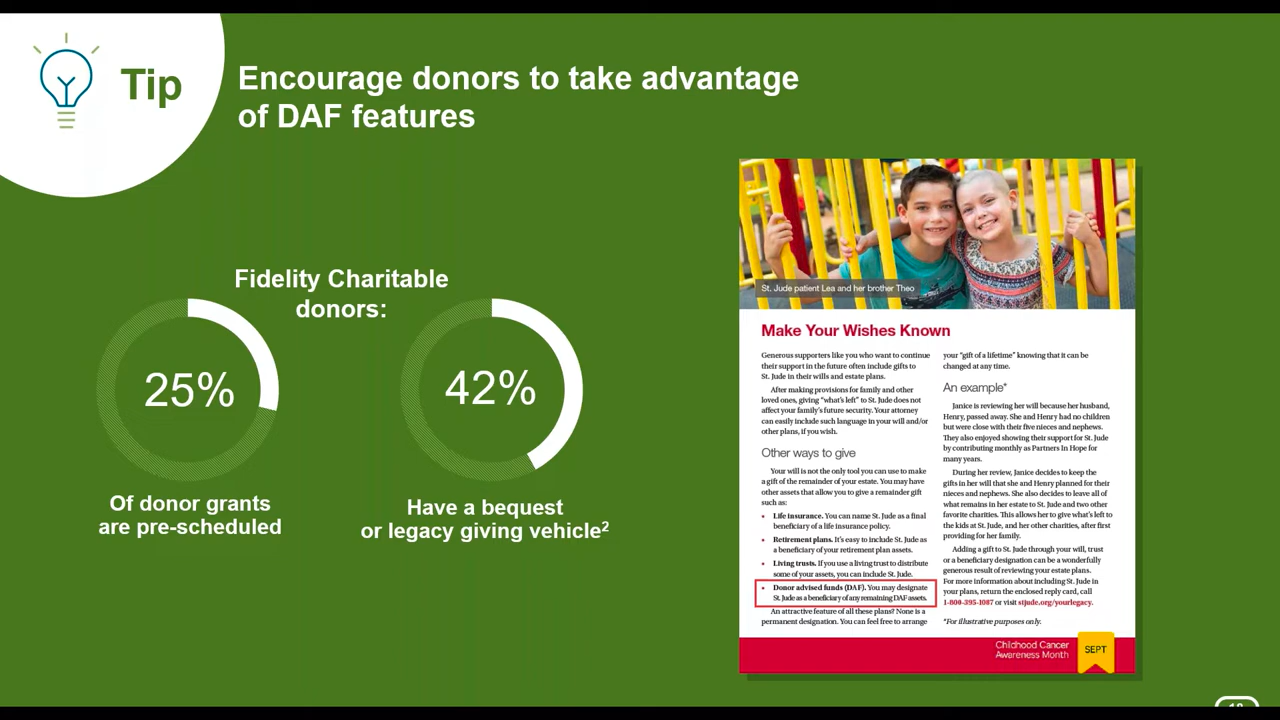 Tip
Encourage donors to take advantage
of DAF features
Fidelity Charitable
donors:
25%
42%
Of donor grants
are pre-scheduled
Have a bequest
or legacy giving vehicle²
St. Jude patient Lea and her brother Theo
Make Your Wishes Known
Generous supporters like you who want to continue
their support in the future often include gifts to
St. Jude in their wills and estate plans.
After making provisions for family and other
loved ones, giving “what’s left” to St. Jude does not
affect your family’s future security. Your attorney
can easily include such language in your will and/or
other plans, if you wish.
Other ways to give
Your will is not the only tool you can use to make
a gift of the remainder of your estate. You may have
other assets that allow you to give a remainder gift
such as:
• Life insurance. You can name St. Jude as a final
beneficiary of a life insurance policy.
• Retirement plans. It’s easy to include St. Jude as
a beneficiary of your retirement plan assets.
• Living trusts. If you use a living trust to distribute
some of your assets, you can include St. Jude.
• Donor advised funds (DAF). You may designate
St. Jude as a beneficiary of any remaining DAF assets.
An attractive feature of all these plans? None is a
permanent designation. You can feel free to arrange
your “gift of a lifetime” knowing that it can be
changed at any time.
An example*
Janice is reviewing her will because her husband,
Henry, passed away. She and Henry had no children
but were close with their five nieces and nephews.
They also enjoyed showing their support for St. Jude
by contributing monthly as Partners In Hope for
many years.
During her review, Janice decides to keep the
gifts in her will that she and Henry planned for their
nieces and nephews. She also decides to leave all of
what remains in her estate to St. Jude and two other
favorite charities. This allows her to give what’s left to
the kids at St. Jude, and her other charities, after first
providing for her family.
Adding a gift to St. Jude through your will, trust
or a beneficiary designation can be a wonderfully
generous result of reviewing your estate plans.
For more information about including St. Jude in
your plans, return the enclosed reply card, call
1-800-395-1087 or visit stjude.org/yourlegacy.
*For illustrative purposes only.
Childhood Cancer
Awareness Month
SEPT